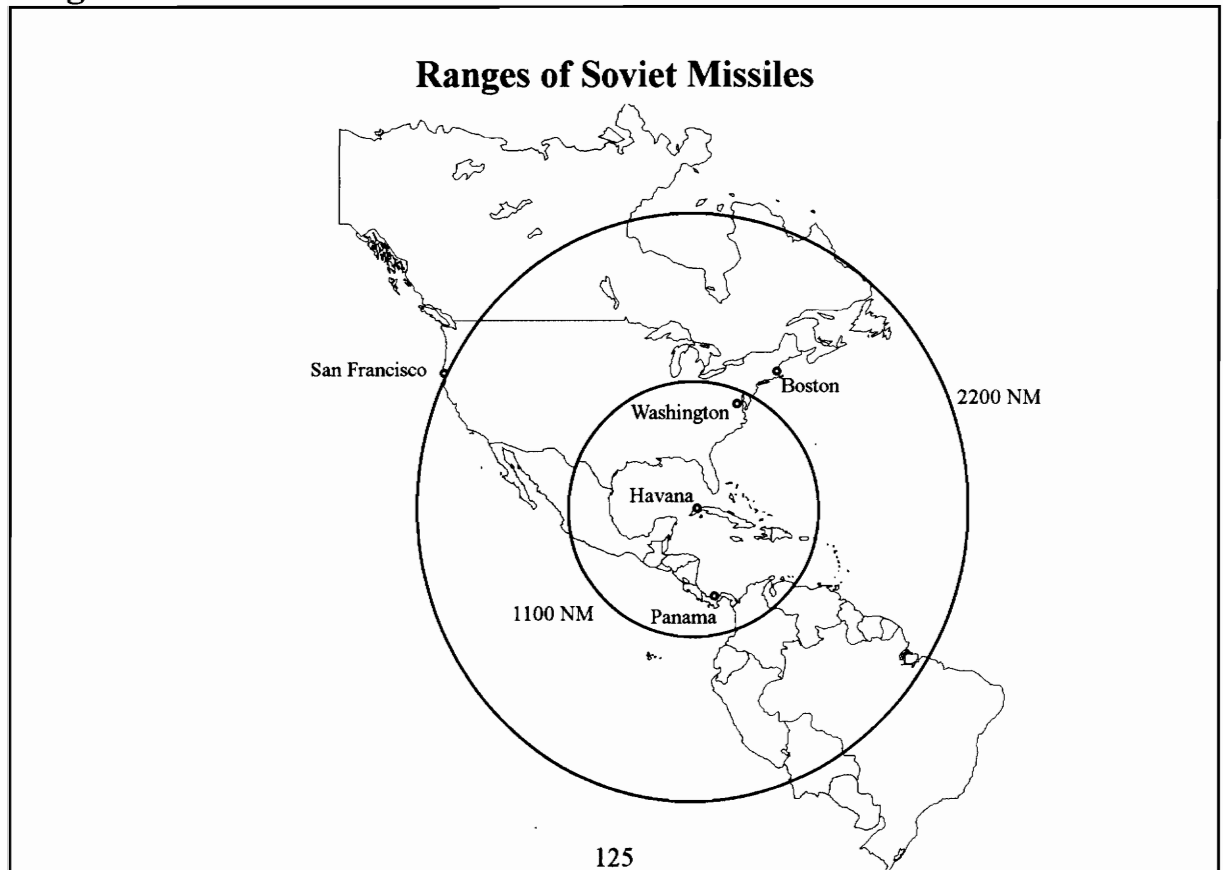 Ranges of Soviet Missiles
San Francisco
Boston
2200 NM
Washington
Havana
1100 NM
Panama
125